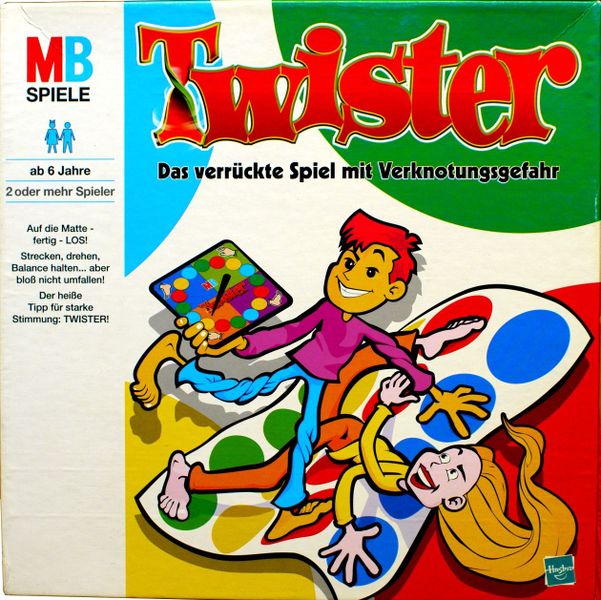 MB
SPIELE
ab 6 Jahre
2 oder mehr Spieler
Auf die Matte -
fertig - LOS!
Strecken, drehen,
Balance halten... aber
bloß nicht umfallen!
Der heiße
Tipp für starke
Stimmung: TWISTER!
Twister
Das verrückte Spiel mit Verknotungsgefahr
Hasbro